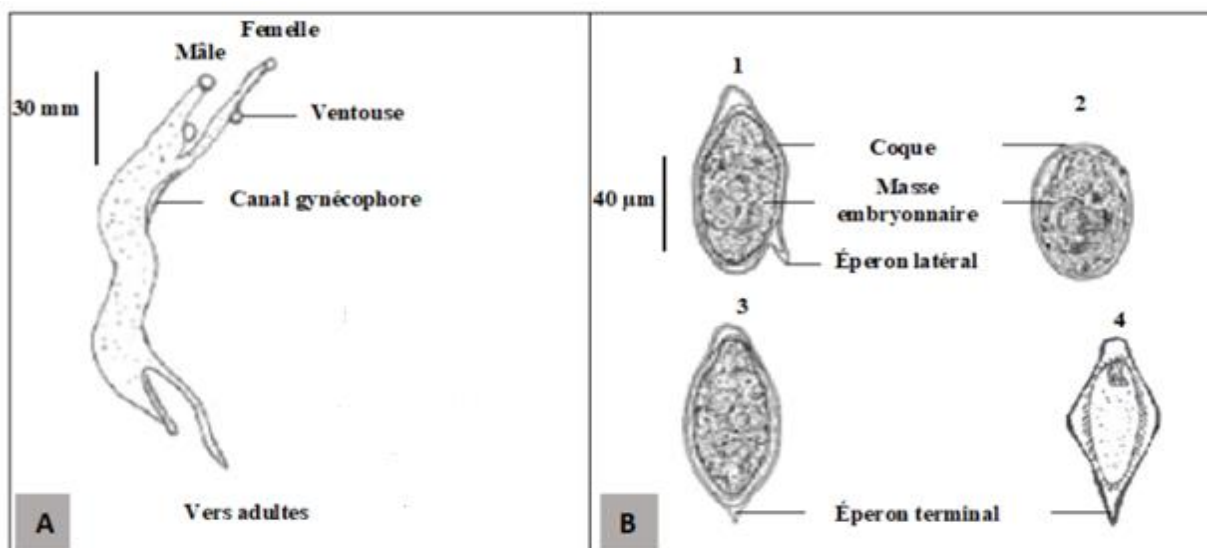 Femelle
Mâle
30 mm
Ventouse
Canal gynécophore
Vers adultes
A
1
2
Coque
40 µm
Masse
embryonnaire
Éperon latéral
3
4
Éperon terminal
B